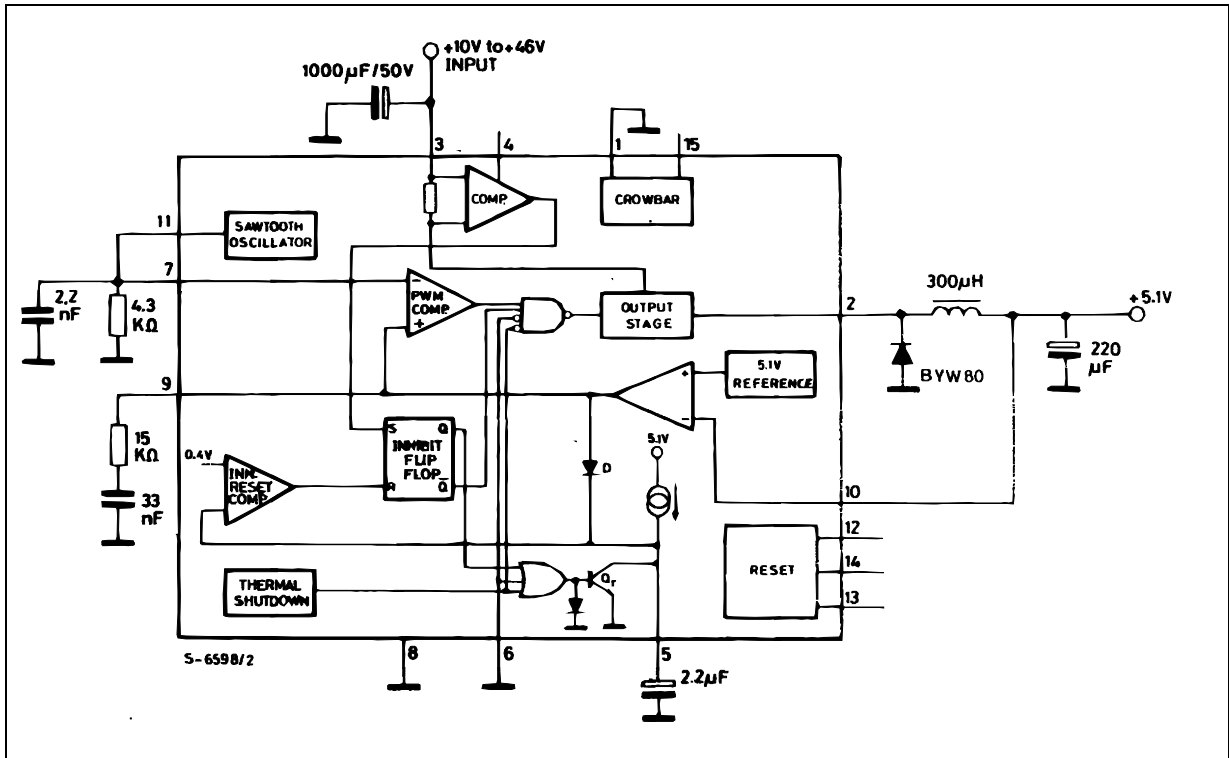 +10V to +46V
INPUT
1000µF/50V
3
4
1
15
COMP.
CROWBAR
11
SAWTOOTH
OSCILLATOR
7
2.2
nF
4.3
KΩ
-
PWM
COMP.
+
OUTPUT
STAGE
2
300µH
+5.1V
220
µF
BYW80
9
5.1V
REFERENCE
+
-
15
KΩ
33
nF
0.4V
INH.
RESET
COMP.
S
Q
INHIBIT
FLIP
FLOP
R
Q̅
D
5.1V
10
12
14
13
RESET
THERMAL
SHUTDOWN
Qr
S-6598/2
8
6
5
2.2µF